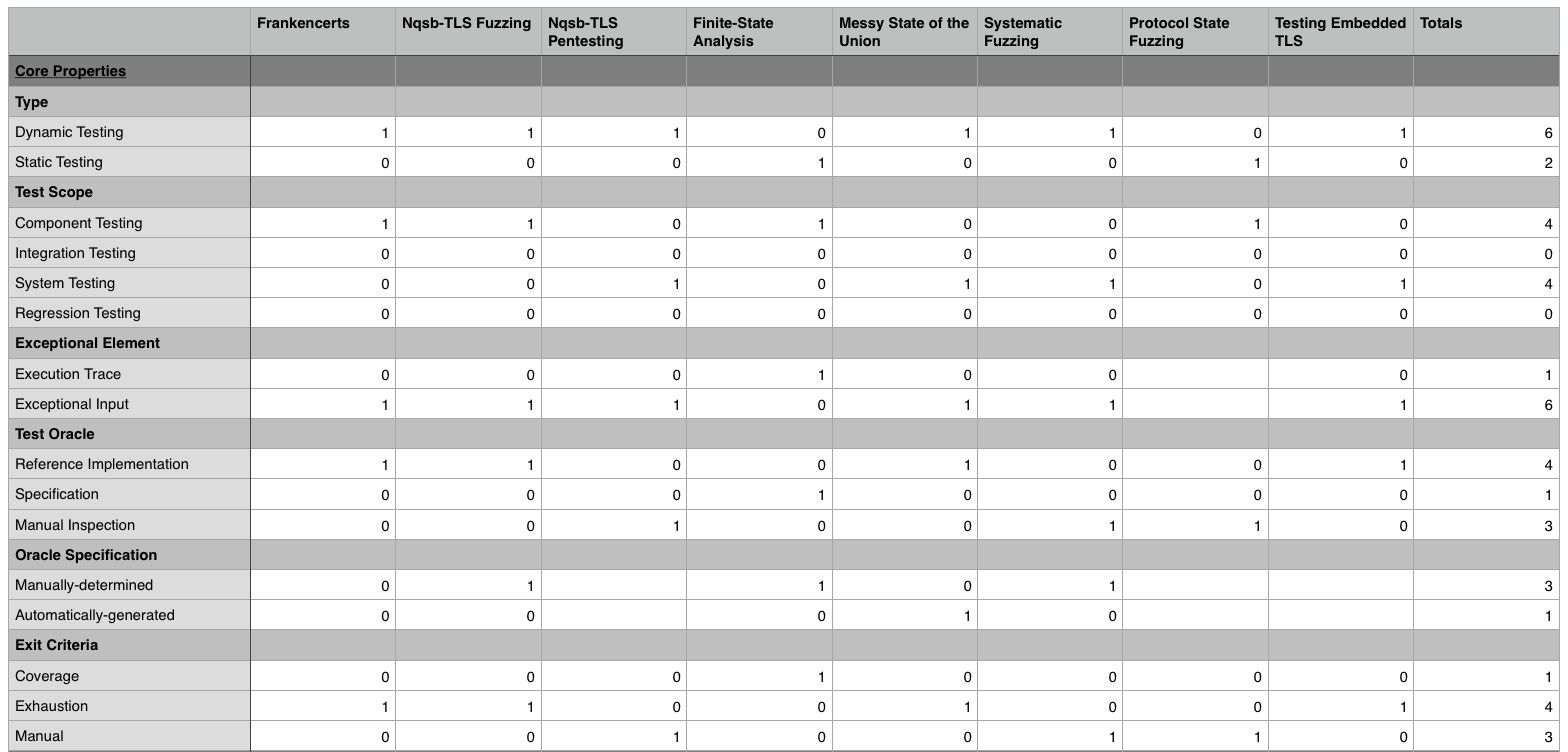 Frankencerts Nqsb-TLS Fuzzing Nqsb-TLS Pentesting Finite-State Analysis Messy State of the Union Systematic Fuzzing Protocol State Fuzzing Testing Embedded TLS Totals
Core Properties
Type
Dynamic Testing 1 1 1 0 1 1 0 1 6
Static Testing 0 0 0 1 0 0 1 0 2
Test Scope
Component Testing 1 1 0 1 0 0 1 0 4
Integration Testing 0 0 0 0 0 0 0 0 0
System Testing 0 0 1 0 1 1 0 1 4
Regression Testing 0 0 0 0 0 0 0 0 0
Exceptional Element
Execution Trace 0 0 0 1 0 0 0 1
Exceptional Input 1 1 1 0 1 1 1 6
Test Oracle
Reference Implementation 1 1 0 0 1 0 0 1 4
Specification 0 0 0 1 0 0 0 0 1
Manual Inspection 0 0 1 0 0 1 1 0 3
Oracle Specification
Manually-determined 0 1 1 0 1 3
Automatically-generated 0 0 0 1 0 1
Exit Criteria
Coverage 0 0 0 1 0 0 0 0 1
Exhaustion 1 1 0 0 1 0 0 1 4
Manual 0 0 1 0 0 1 1 0 3